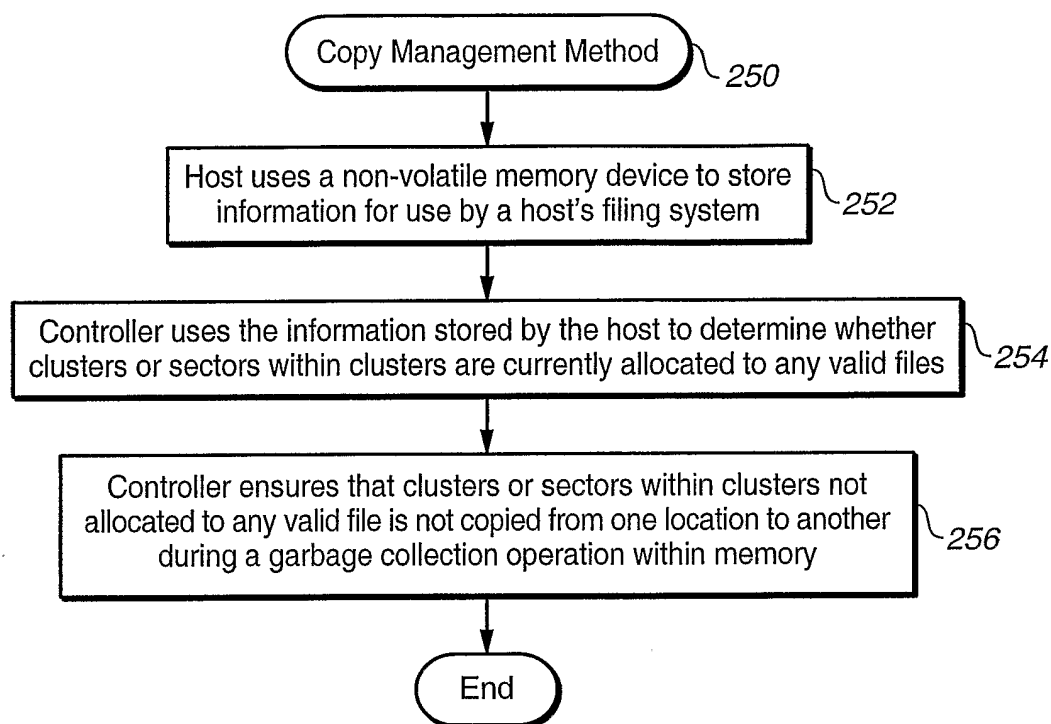 Copy Management Method
250
Host uses a non-volatile memory device to store
information for use by a host's filing system
252
Controller uses the information stored by the host to determine whether
clusters or sectors within clusters are currently allocated to any valid files
254
Controller ensures that clusters or sectors within clusters not
allocated to any valid file is not copied from one location to another
during a garbage collection operation within memory
256
End